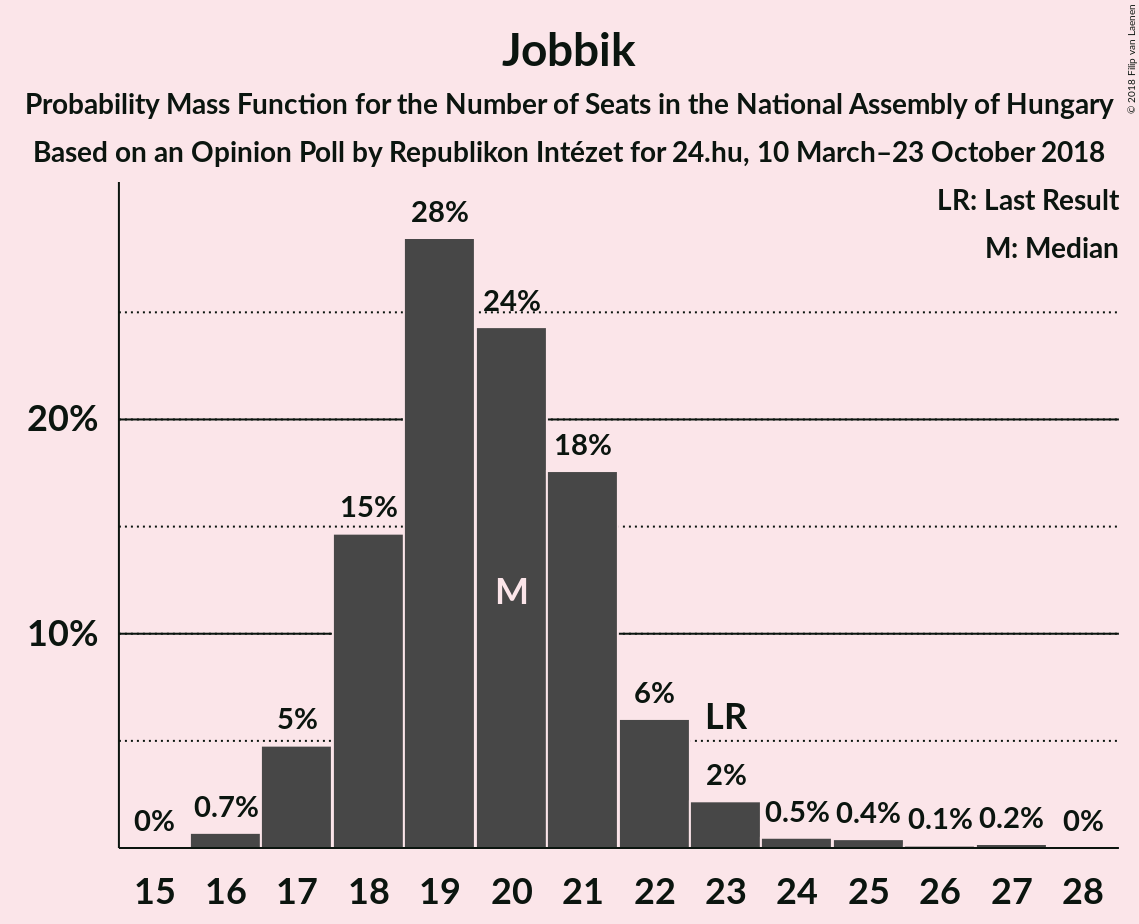 Jobbik
Probability Mass Function for the Number of Seats in the National Assembly of Hungary
Based on an Opinion Poll by Republikon Intézet for 24.hu, 10 March–23 October 2018
© 2018 Filip van Laenen
LR: Last Result
M: Median
28%
24%
20%
18%
15%
M
10%
6%
LR
5%
2%
0% 0.7% 0.5% 0.4% 0.1% 0.2% 0%
15 16 17 18 19 20 21 22 23 24 25 26 27 28